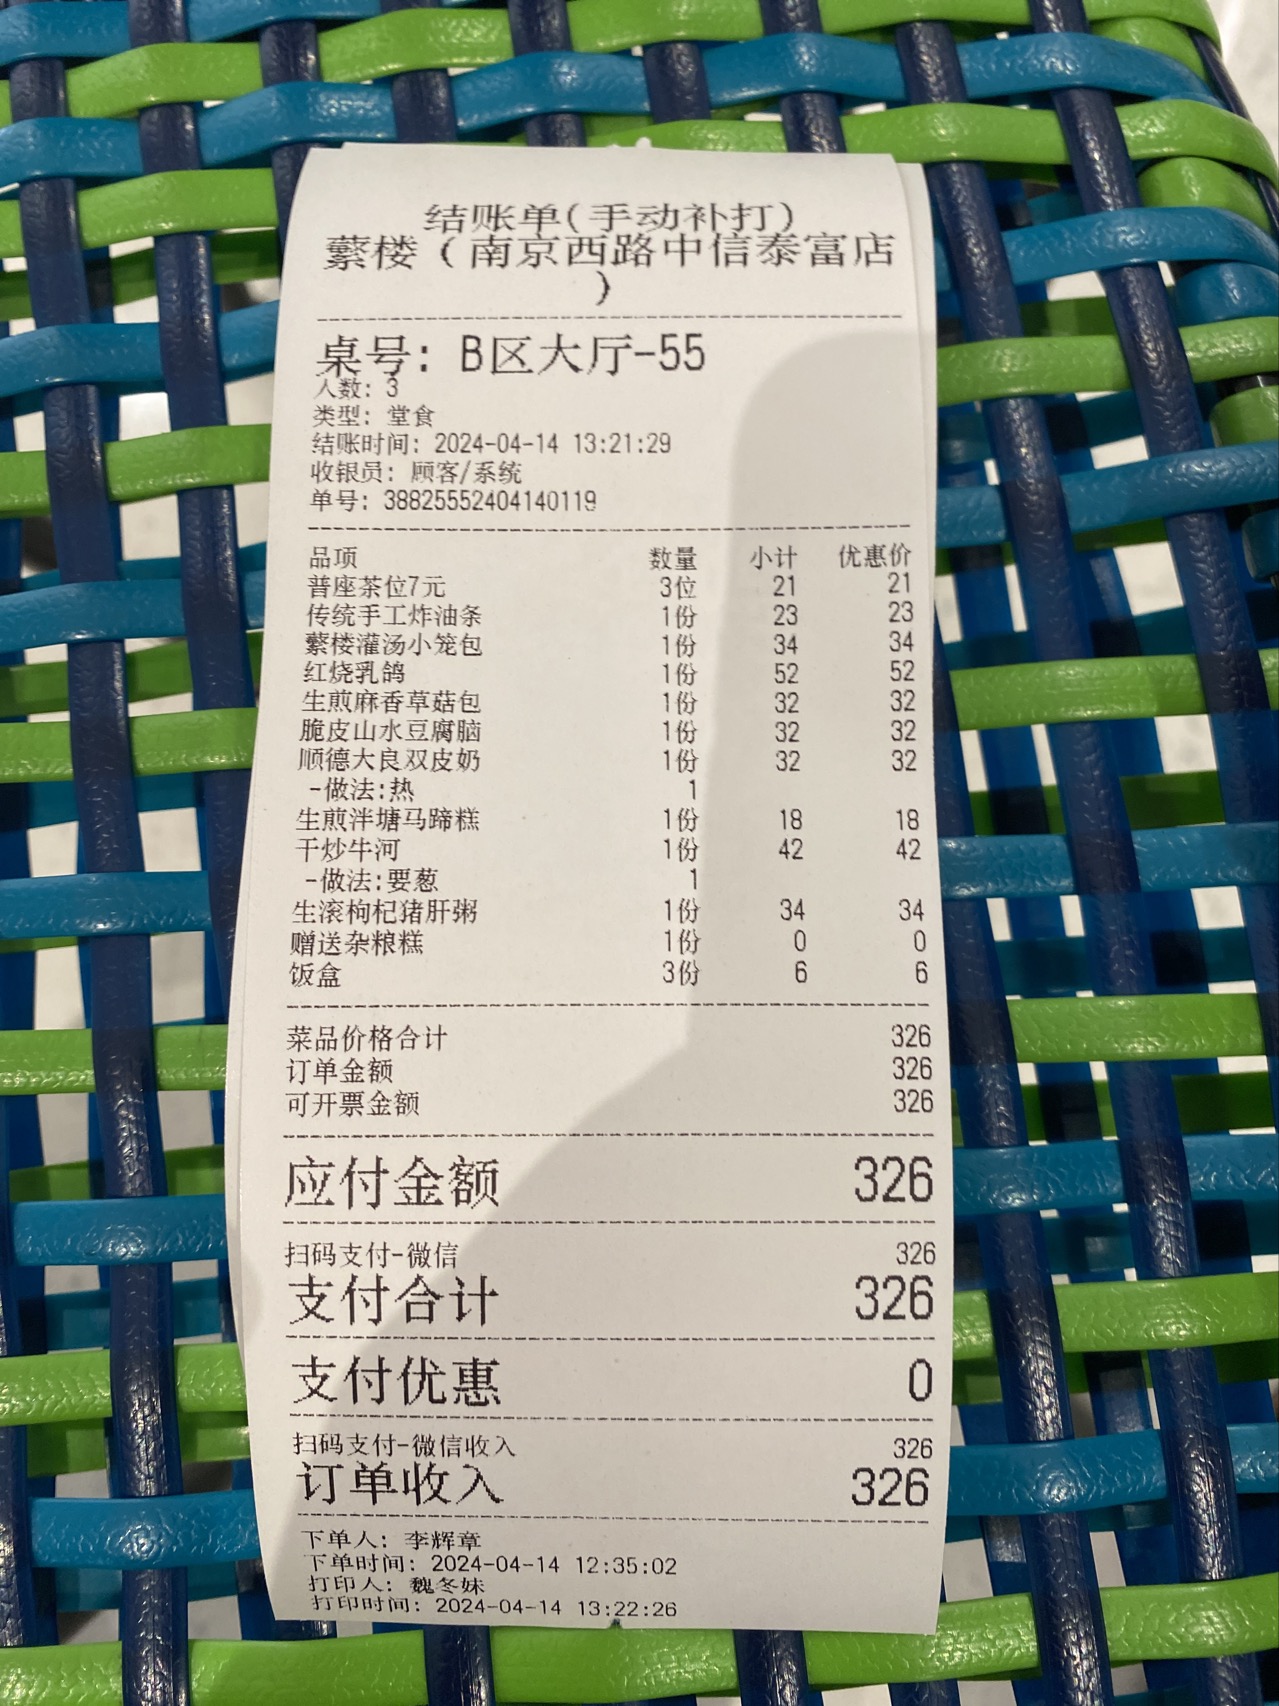 结账单(手动补打)
蘩楼（南京西路中信泰富店
）
桌号: B区大厅-55
人数: 3
类型: 堂食
结账时间: 2024-04-14 13:21:29
收银员: 顾客/系统
单号: 38825552404140119
品项 数量 小计 优惠价
普座茶位7元 3位 21 21
传统手工炸油条 1份 23 23
蘩楼灌汤小笼包 1份 34 34
红烧乳鸽 1份 52 52
生煎麻香草菇包 1份 32 32
脆皮山水豆腐脑 1份 32 32
顺德大良双皮奶 1份 32 32
-做法:热 1
生煎泮塘马蹄糕 1份 18 18
干炒牛河 1份 42 42
-做法:要葱 1
生滚枸杞猪肝粥 1份 34 34
赠送杂粮糕 1份 0 0
饭盒 3份 6 6
菜品价格合计 326
订单金额 326
可开票金额 326
应付金额 326
扫码支付-微信 326
支付合计 326
支付优惠 0
扫码支付-微信收入 326
订单收入 326
下单人: 李辉章
下单时间: 2024-04-14 12:35:02
打印人: 魏冬妹
打印时间: 2024-04-14 13:22:26